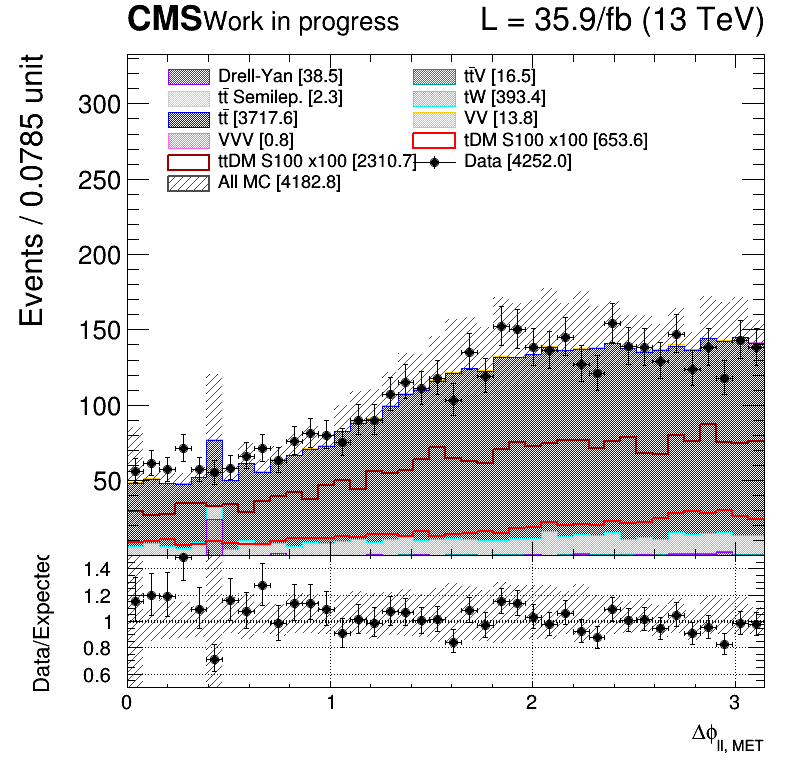 CMS Work in progress L = 35.9/fb (13 TeV)
Events / 0.0785 unit
300
250
200
150
100
50
Drell-Yan [38.5]
tt̄V [16.5]
tt̄ Semilep. [2.3]
tW [393.4]
tt̄ [3717.6]
VV [13.8]
VVV [0.8]
tDM S100 x100 [653.6]
ttDM S100 x100 [2310.7]
Data [4252.0]
All MC [4182.8]
Data/Expected
1.4
1.2
1
0.8
0.6
0 1 2 3
Δϕll, MET